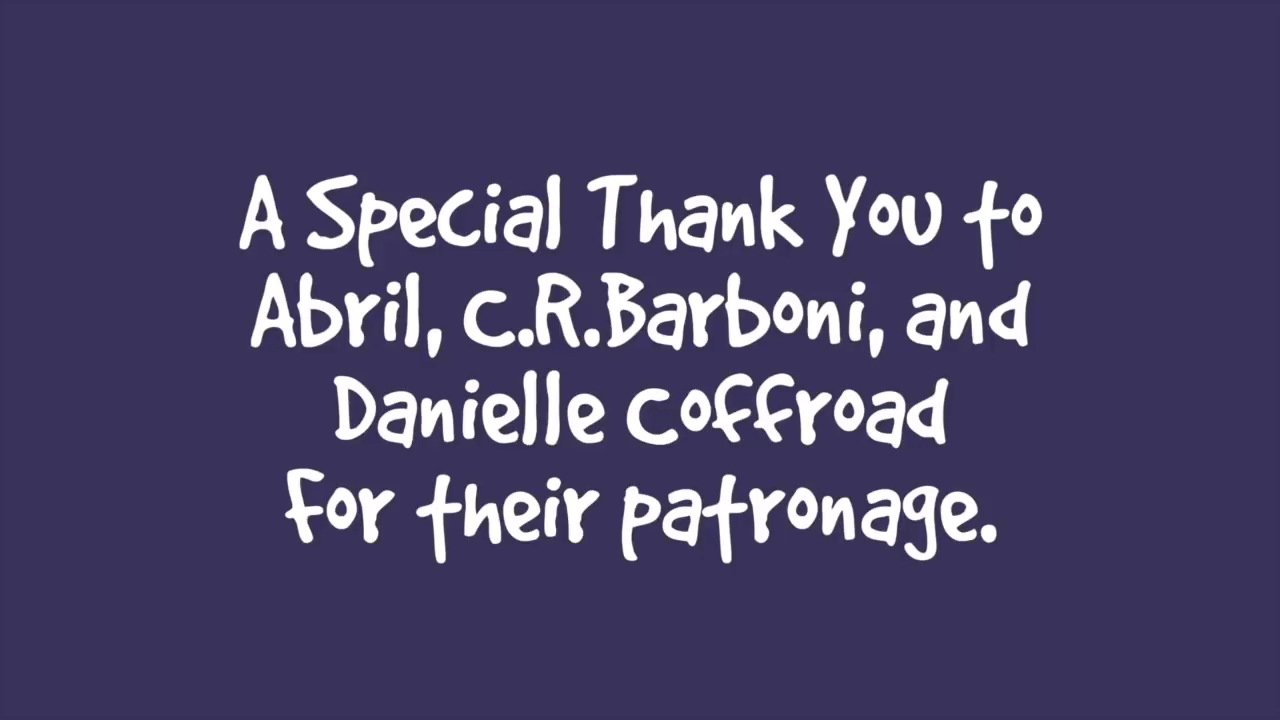 A Special Thank You to
Abril, C.R.Barboni, and
Danielle Coffroad
For their patronage.